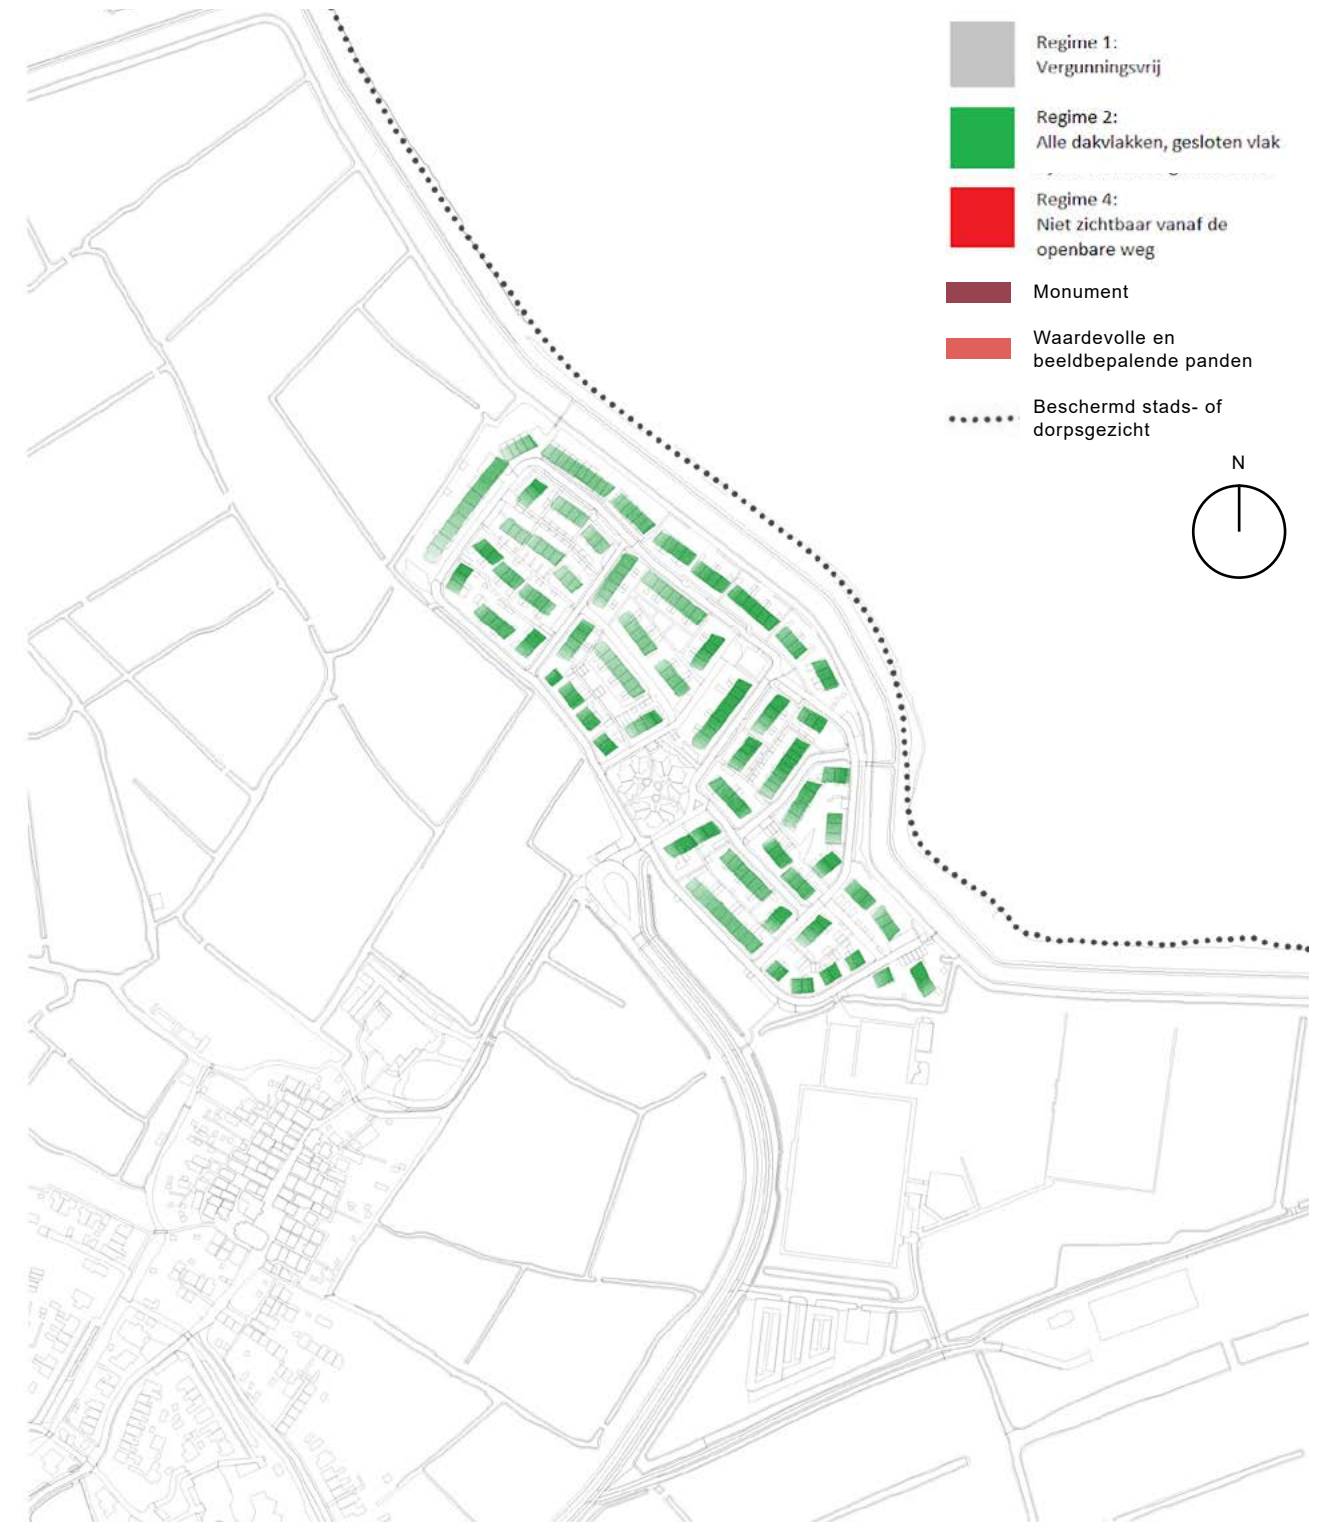 Regime 1:
Vergunningsvrij
Regime 2:
Alle dakvlakken, gesloten vlak
Regime 4:
Niet zichtbaar vanaf de
openbare weg
Monument
Waardevolle en
beeldbepalende panden
Beschermd stads- of
dorpsgezicht
N